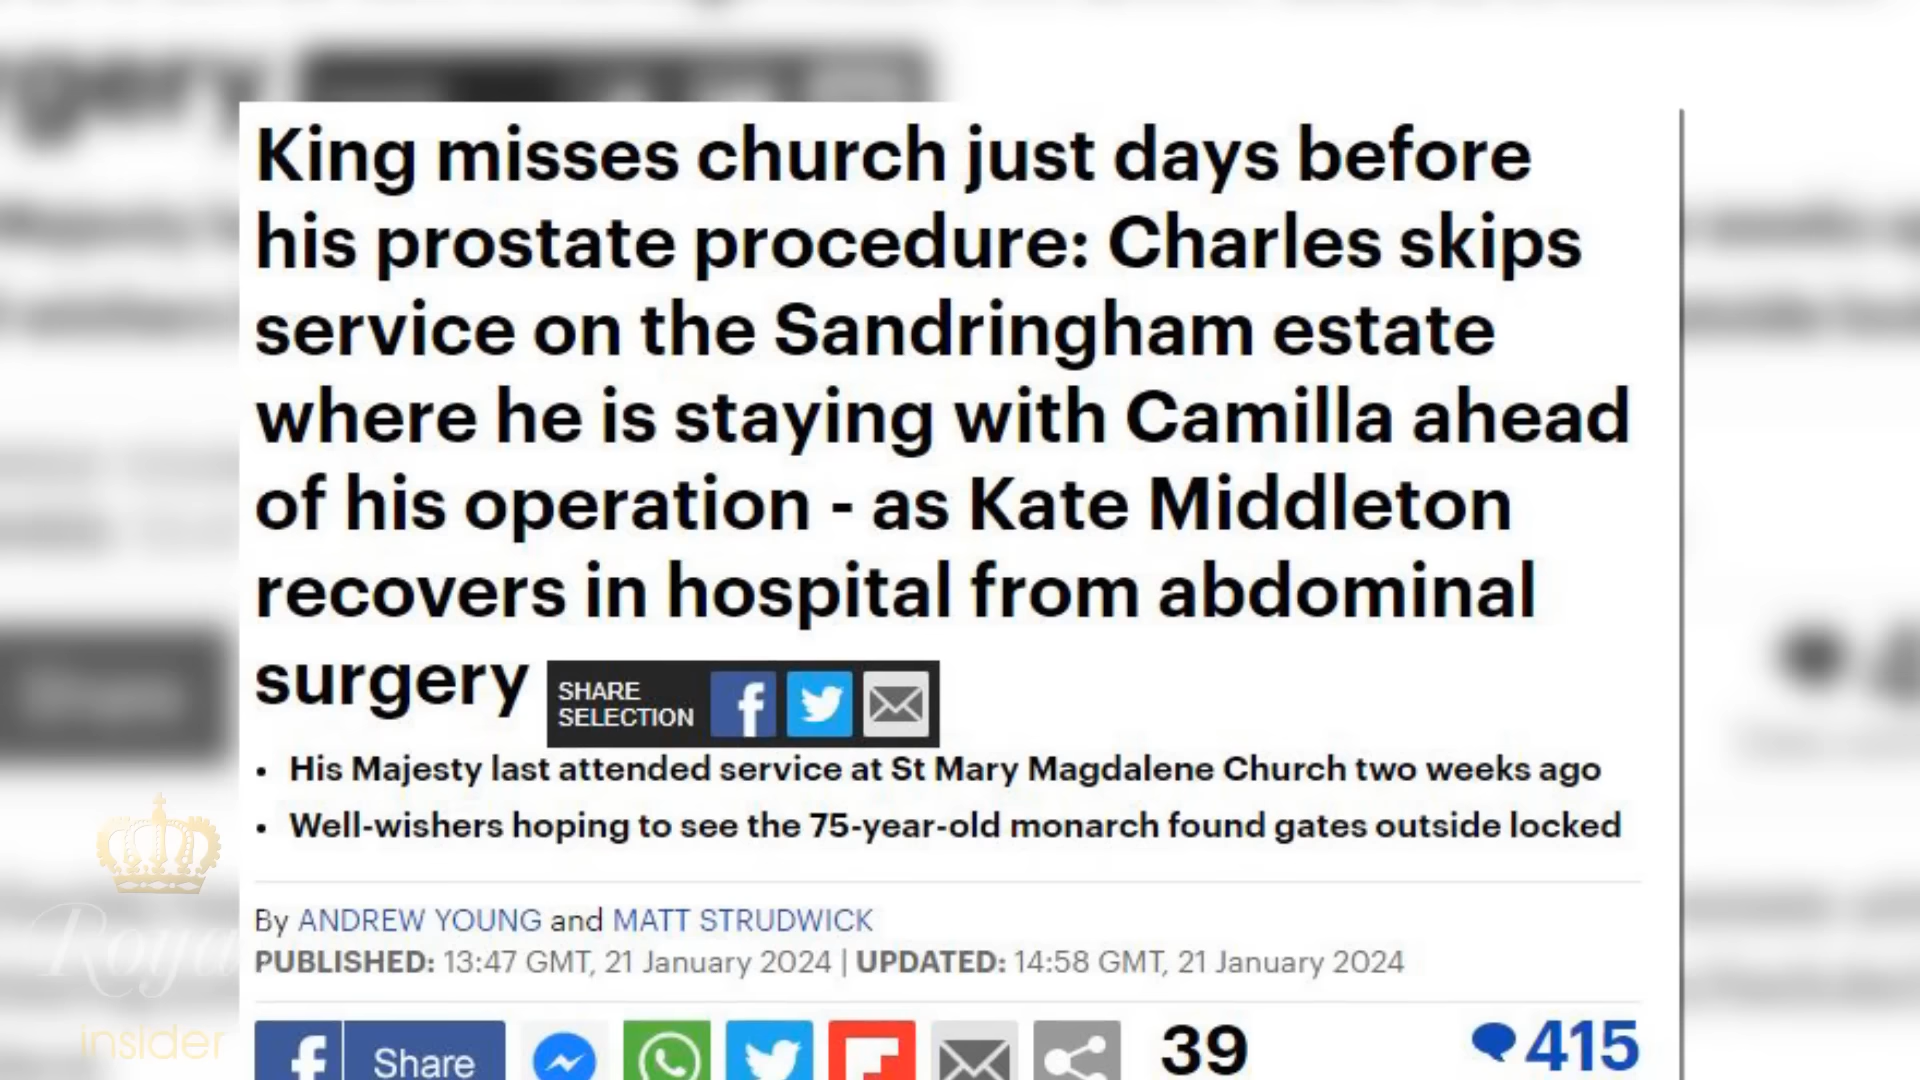 King misses church just days before
his prostate procedure: Charles skips
service on the Sandringham estate
where he is staying with Camilla ahead
of his operation - as Kate Middleton
recovers in hospital from abdominal
surgery
SHARE
SELECTION
• His Majesty last attended service at St Mary Magdalene Church two weeks ago
• Well-wishers hoping to see the 75-year-old monarch found gates outside locked
By ANDREW YOUNG and MATT STRUDWICK
PUBLISHED: 13:47 GMT, 21 January 2024 | UPDATED: 14:58 GMT, 21 January 2024
Share
39
415
insider